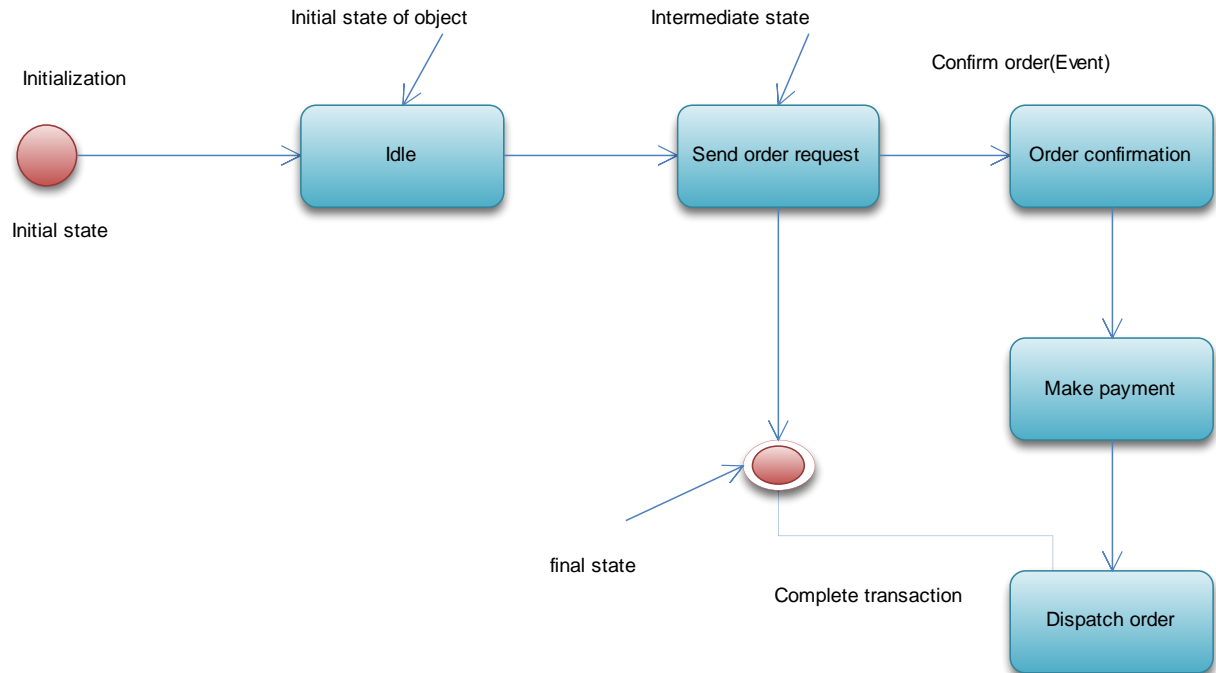 Initial state of object
Intermediate state
Confirm order(Event)
Initialization
Idle
Send order request
Order confirmation
Initial state
Make payment
final state
Complete transaction
Dispatch order